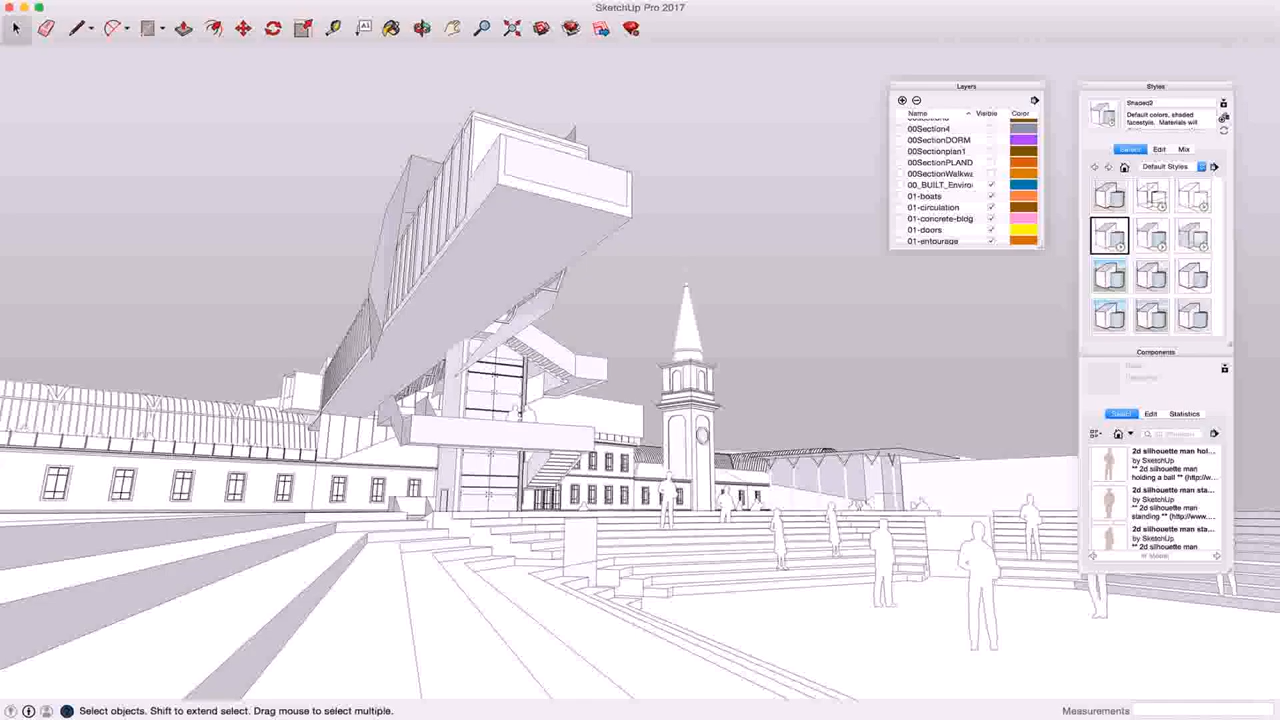 SketchUp Pro 2017
A1
Layers
Name
Visible
Color
00Section4
00SectionDORM
00Sectionplan1
00SectionPLAND
00SectionWalkwa
00_BUILT_Enviro
01-boats
01-circulation
01-concrete-bldg
01-doors
01-entourage
Styles
Shaded2
Default colors, shaded
facestyle. Materials will
Select
Edit
Mix
Default Styles
Components
Select
Edit
Statistics
2d silhouette man hol...
by SketchUp
** 2d silhouette man
holding a ball ** (http://w...
2d silhouette man sta...
by SketchUp
** 2d silhouette man
standing ** (http://www....
2d silhouette man sta...
by SketchUp
** 2d silhouette man
Select objects. Shift to extend select. Drag mouse to select multiple.
Measurements